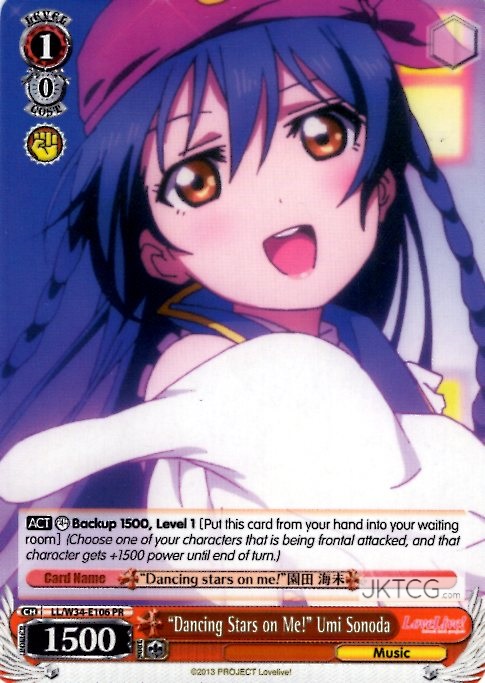 LEVEL
1
0
COST
ACT Backup 1500, Level 1 [Put this card from your hand into your waiting
room] (Choose one of your characters that is being frontal attacked, and that
character gets +1500 power until end of turn.)
Card Name "Dancing stars on me!"園田 海未
JKTCG.com
CH LL/W34-E106 PR
POWER
1500
"Dancing Stars on Me!" Umi Sonoda
LoveLive!
Music
©2013 PROJECT Lovelive!